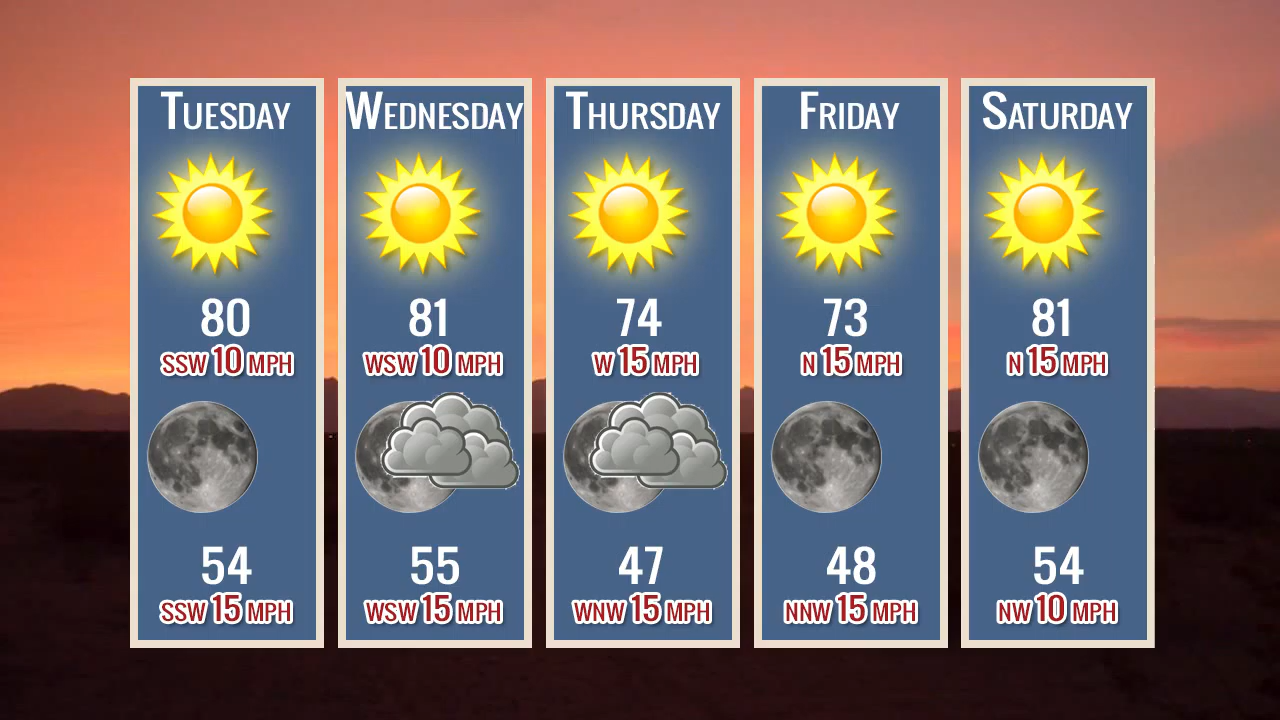 Tuesday
80
SSW 10 MPH
54
SSW 15 MPH
Wednesday
81
WSW 10 MPH
55
WSW 15 MPH
Thursday
74
W 15 MPH
47
WNW 15 MPH
Friday
73
N 15 MPH
48
NNW 15 MPH
Saturday
81
N 15 MPH
54
NW 10 MPH